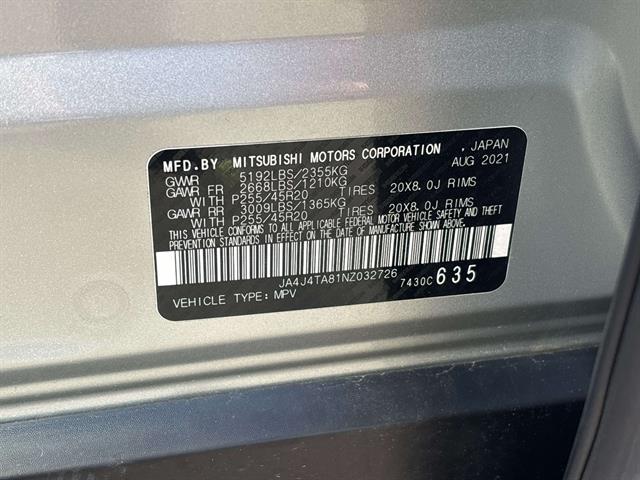 MFD.BY MITSUBISHI MOTORS CORPORATION , JAPAN
AUG 2021
GVWR 5192LBS/2355KG
GAWR FR 2668LBS/1210KG
WITH P255/45R20 TIRES 20X8.0J RIMS
GAWR RR 3009LBS/1365KG
WITH P255/45R20 TIRES 20X8.0J RIMS
THIS VEHICLE CONFORMS TO ALL APPLICABLE FEDERAL MOTOR VEHICLE SAFETY AND THEFT
PREVENTION STANDARDS IN EFFECT ON THE DATE OF MANUFACTURE SHOWN ABOVE.
JA4J4TA81NZ032726
7430C 635
VEHICLE TYPE: MPV